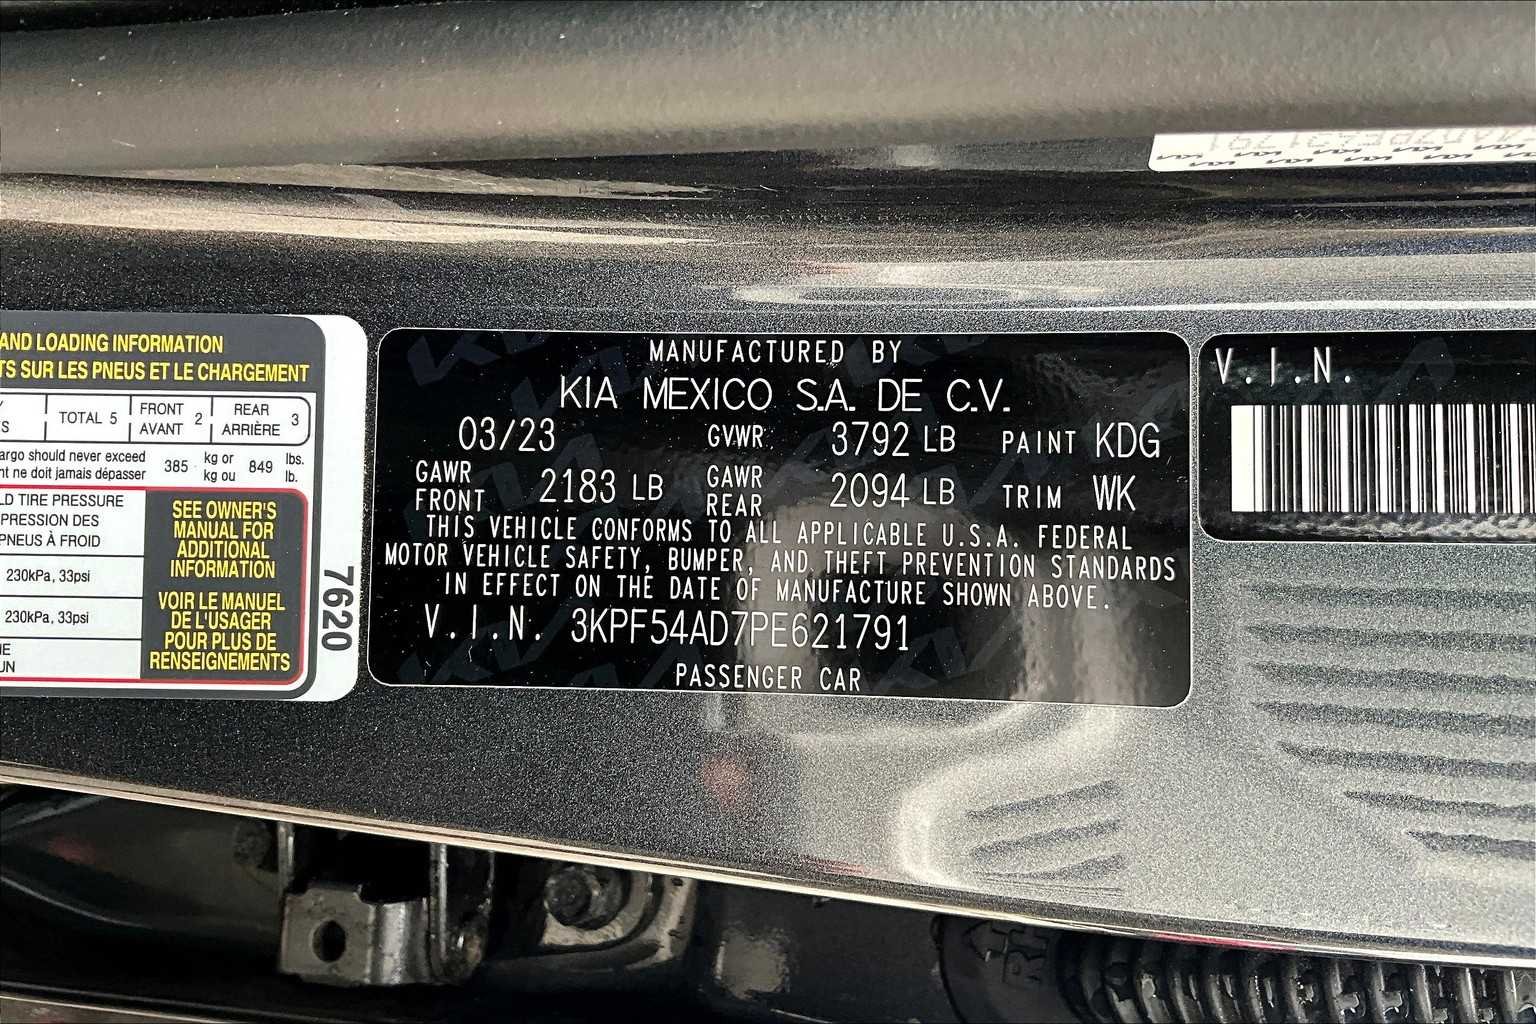 AND LOADING INFORMATION
TS SUR LES PNEUS ET LE CHARGEMENT
TOTAL 5
FRONT
AVANT 2
REAR
ARRIÈRE 3
cargo should never exceed
nt ne doit jamais dépasser
385 kg or
kg ou 849 lbs.
lb.
LD TIRE PRESSURE
PRESSION DES
PNEUS À FROID
230kPa, 33psi
230kPa, 33psi
SEE OWNER'S
MANUAL FOR
ADDITIONAL
INFORMATION
VOIR LE MANUEL
DE L'USAGER
POUR PLUS DE
RENSEIGNEMENTS
7620
MANUFACTURED BY
KIA MEXICO S.A. DE C.V.
03/23 GVWR 3792 LB PAINT KDG
GAWR
FRONT 2183 LB GAWR
REAR 2094 LB TRIM WK
THIS VEHICLE CONFORMS TO ALL APPLICABLE U.S.A. FEDERAL
MOTOR VEHICLE SAFETY, BUMPER, AND THEFT PREVENTION STANDARDS
IN EFFECT ON THE DATE OF MANUFACTURE SHOWN ABOVE.
V.I.N. 3KPF54AD7PE621791
PASSENGER CAR
V.I.N.